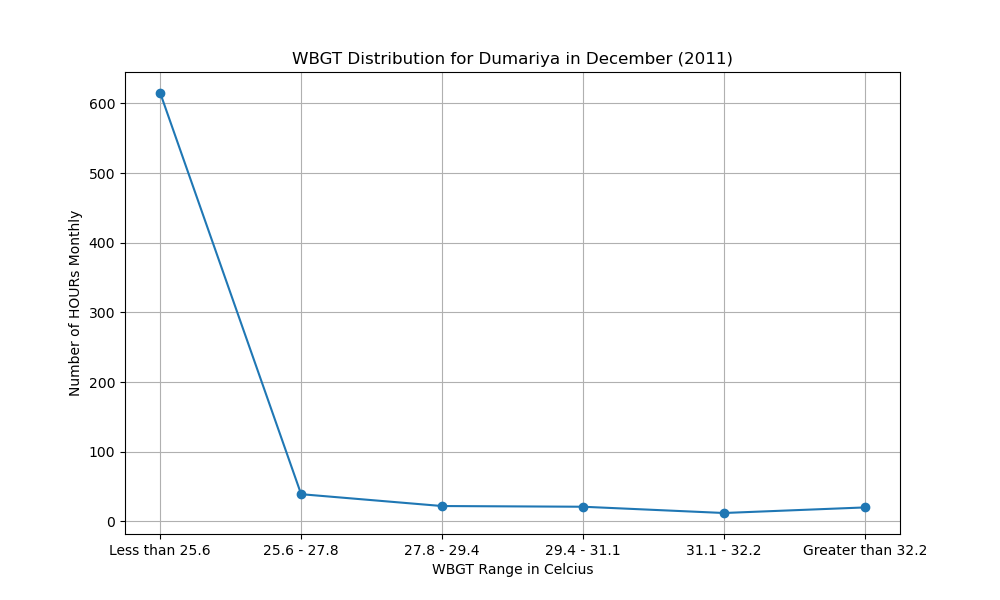 WBGT Distribution for Dumariya in December (2011)
Number of HOURs Monthly
600
500
400
300
200
100
0
Less than 25.6
25.6 - 27.8
27.8 - 29.4
29.4 - 31.1
31.1 - 32.2
Greater than 32.2
WBGT Range in Celcius